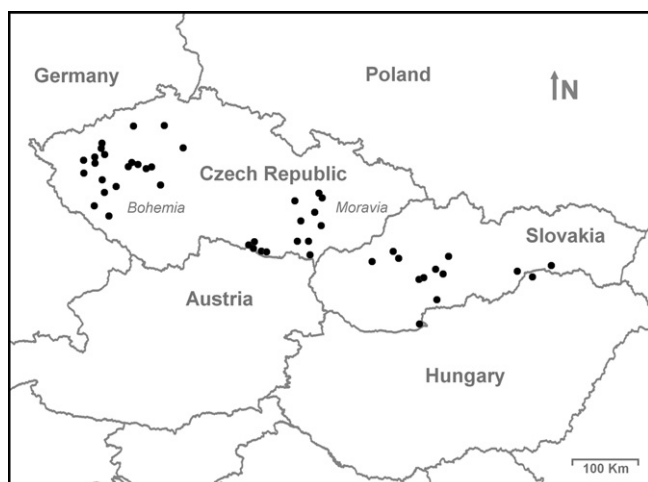 Germany
Poland
N
Czech Republic
Bohemia
Moravia
Slovakia
Austria
Hungary
100 Km